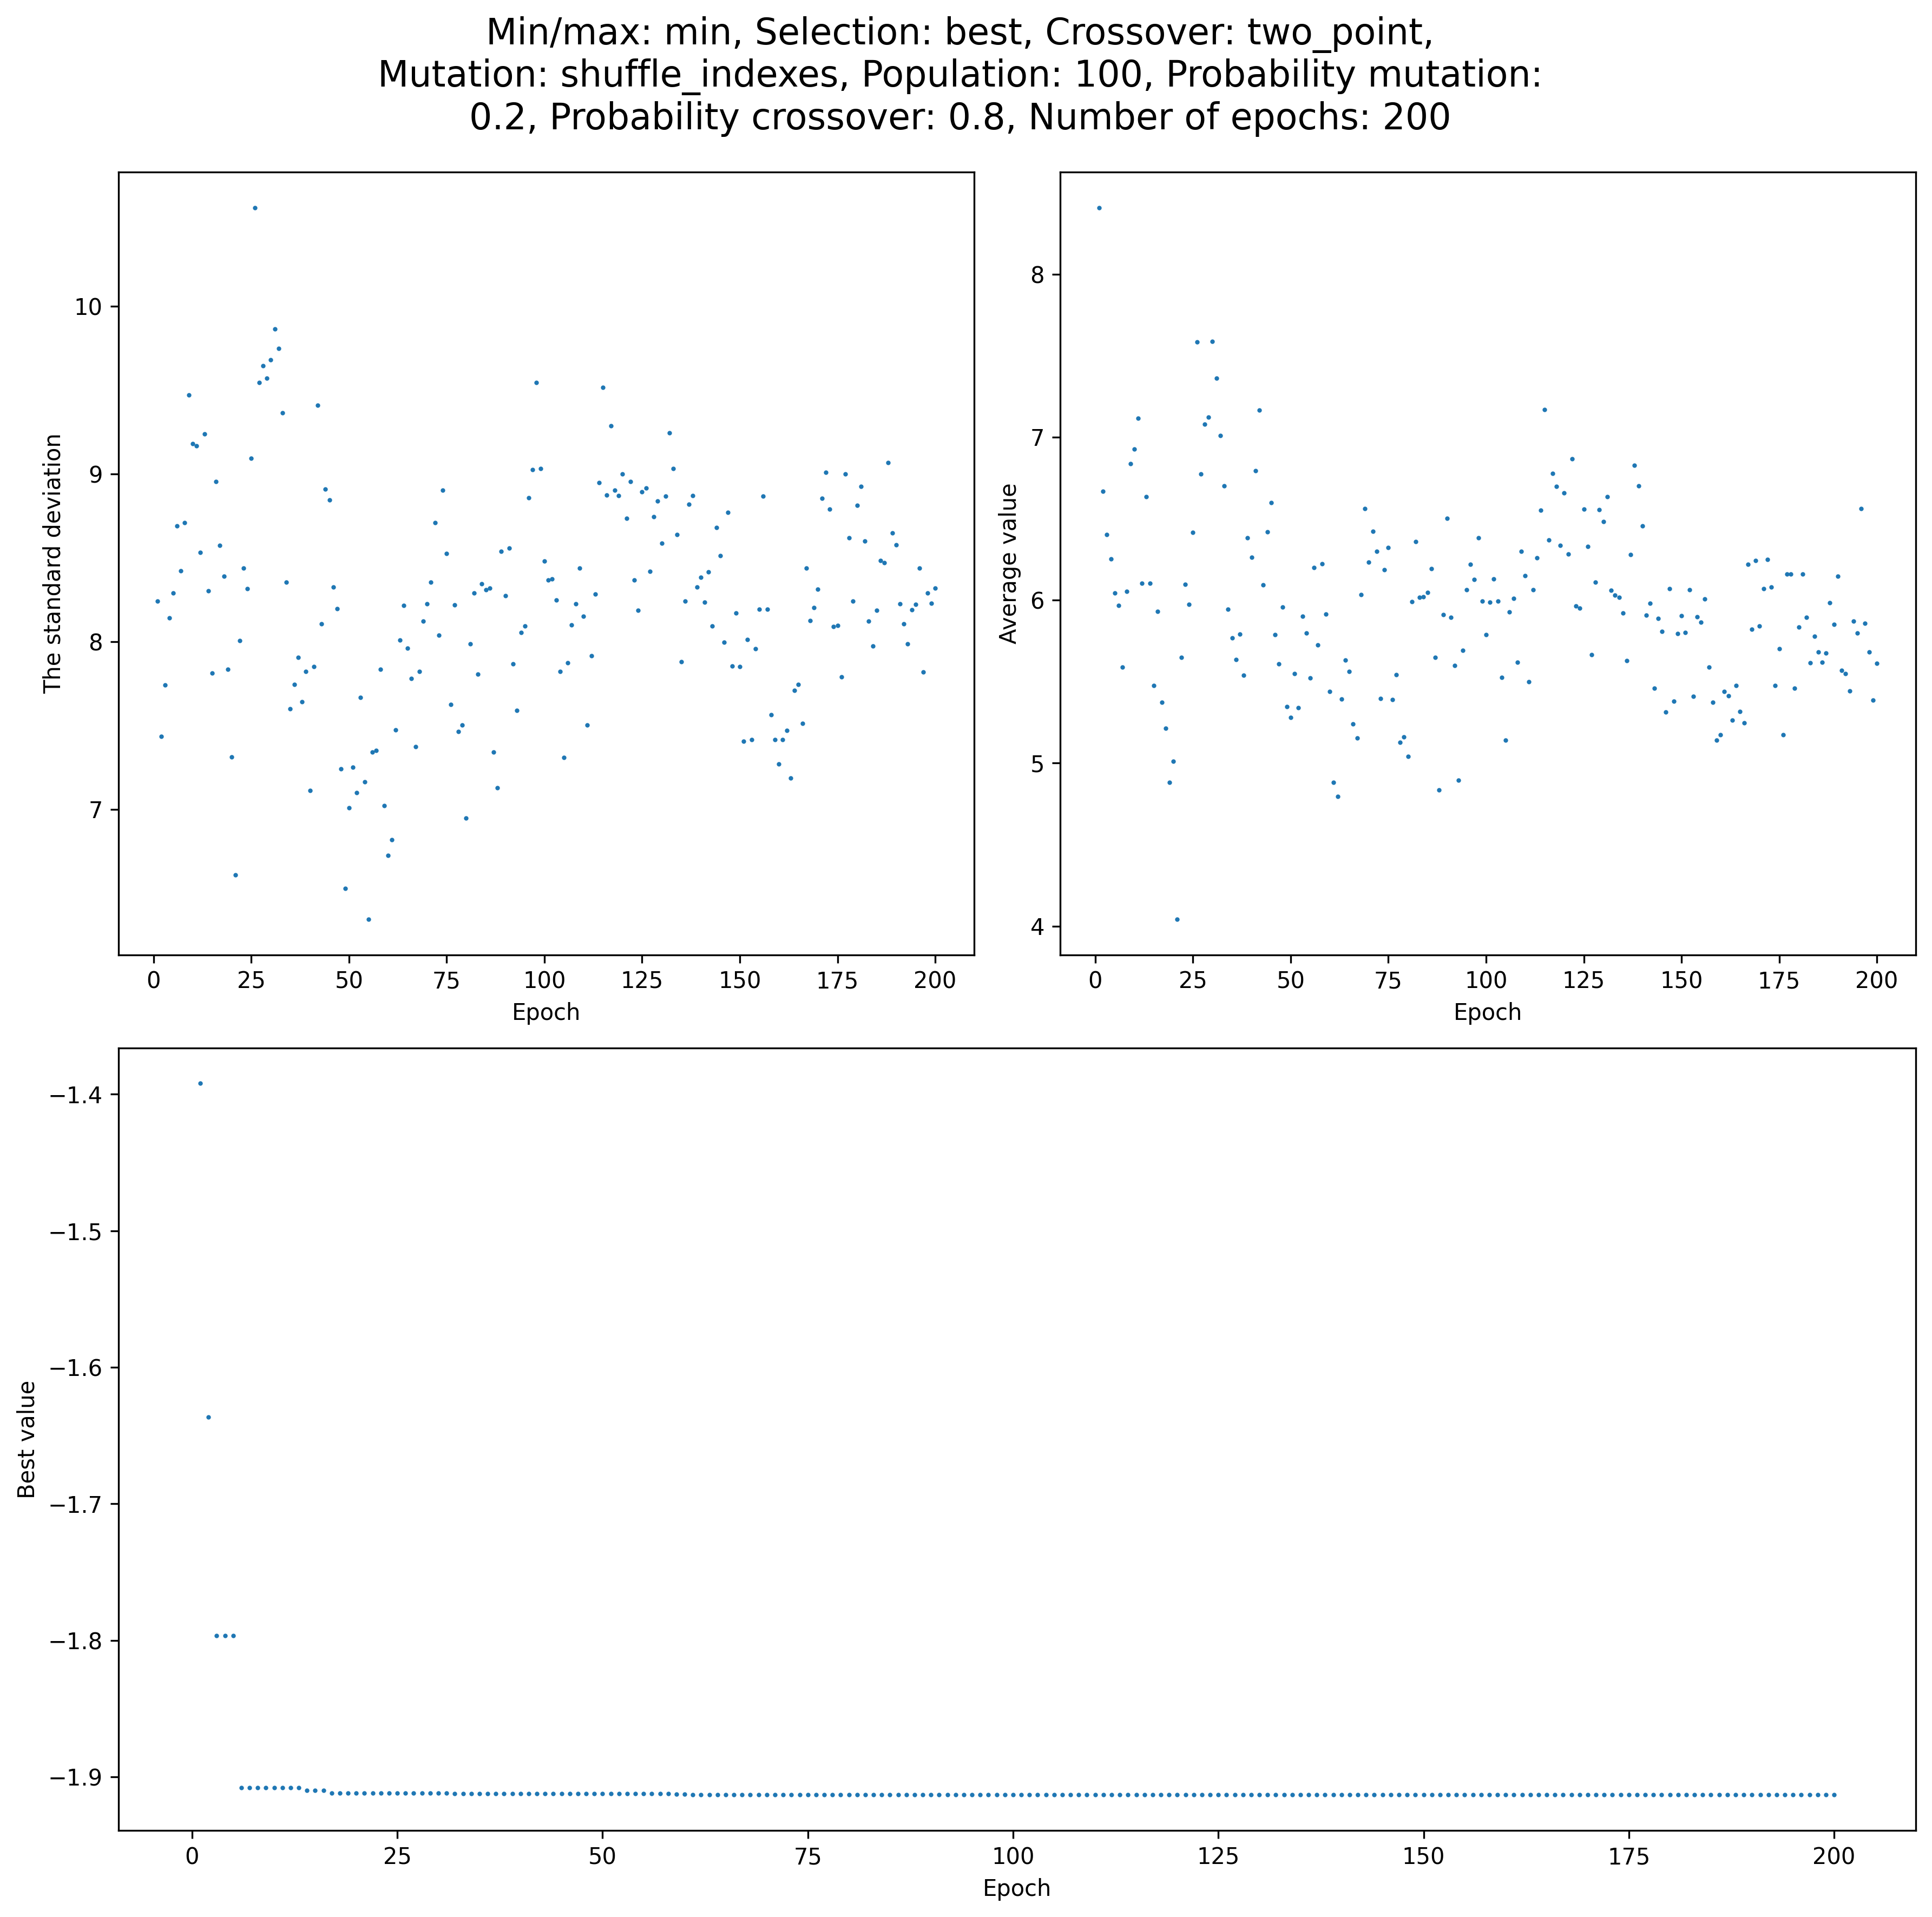 Min/max: min, Selection: best, Crossover: two_point,
Mutation: shuffle_indexes, Population: 100, Probability mutation:
0.2, Probability crossover: 0.8, Number of epochs: 200
The standard deviation
10
9
8
7
0 25 50 75 100 125 150 175 200
Epoch
Average value
8
7
6
5
4
0 25 50 75 100 125 150 175 200
Epoch
Best value
−1.4
−1.5
−1.6
−1.7
−1.8
−1.9
0 25 50 75 100 125 150 175 200
Epoch